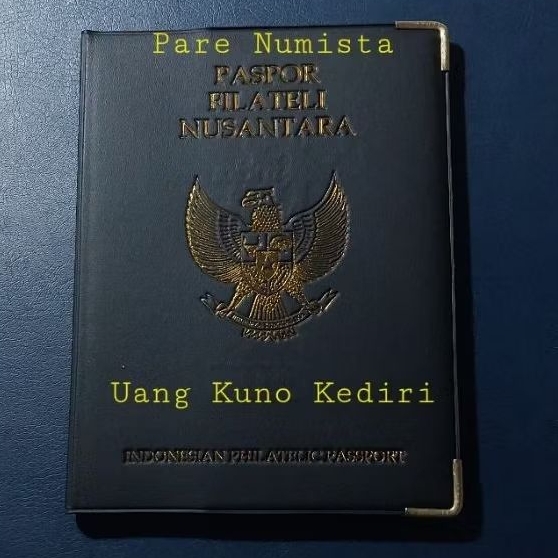 Pare Numista
PASPOR
FILATELI
NUSANTARA
Uang Kuno Kediri
INDONESIAN PHILATELIC PASSPORT